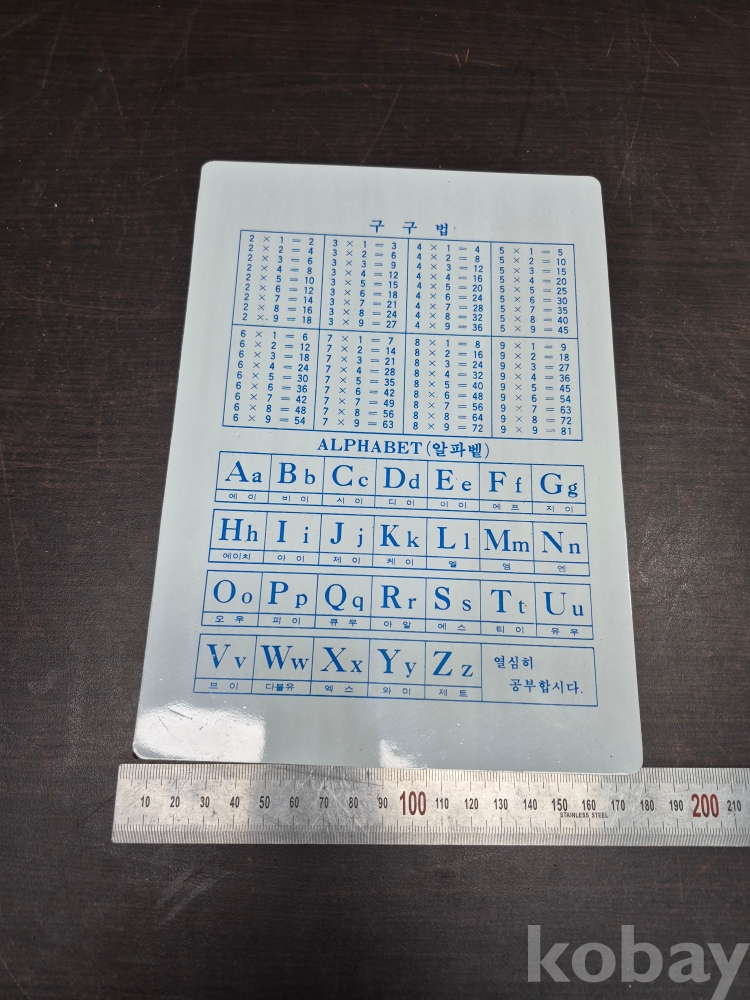 구 구 법
2 × 1 = 2 3 × 1 = 3 4 × 1 = 4 5 × 1 = 5
2 × 2 = 4 3 × 2 = 6 4 × 2 = 8 5 × 2 = 10
2 × 3 = 6 3 × 3 = 9 4 × 3 = 12 5 × 3 = 15
2 × 4 = 8 3 × 4 = 12 4 × 4 = 16 5 × 4 = 20
2 × 5 = 10 3 × 5 = 15 4 × 5 = 20 5 × 5 = 25
2 × 6 = 12 3 × 6 = 18 4 × 6 = 24 5 × 6 = 30
2 × 7 = 14 3 × 7 = 21 4 × 7 = 28 5 × 7 = 35
2 × 8 = 16 3 × 8 = 24 4 × 8 = 32 5 × 8 = 40
2 × 9 = 18 3 × 9 = 27 4 × 9 = 36 5 × 9 = 45
6 × 1 = 6 7 × 1 = 7 8 × 1 = 8 9 × 1 = 9
6 × 2 = 12 7 × 2 = 14 8 × 2 = 16 9 × 2 = 18
6 × 3 = 18 7 × 3 = 21 8 × 3 = 24 9 × 3 = 27
6 × 4 = 24 7 × 4 = 28 8 × 4 = 32 9 × 4 = 36
6 × 5 = 30 7 × 5 = 35 8 × 5 = 40 9 × 5 = 45
6 × 6 = 36 7 × 6 = 42 8 × 6 = 48 9 × 6 = 54
6 × 7 = 42 7 × 7 = 49 8 × 7 = 56 9 × 7 = 63
6 × 8 = 48 7 × 8 = 56 8 × 8 = 64 9 × 8 = 72
6 × 9 = 54 7 × 9 = 63 8 × 9 = 72 9 × 9 = 81
ALPHABET(알파벹)
Aa Bb Cc Dd Ee Ff Gg
에이 비이 시이 디이 이이 에프 지이
Hh Ii Jj Kk Ll Mm Nn
에이치 아이 제이 케이 엘 엠 엔
Oo Pp Qq Rr Ss Tt Uu
오우 피이 큐우 아알 에스 티이 유우
Vv Ww Xx Yy Zz
브이 다블유 엑스 와이 제트
열심히
공부합시다.
10 20 30 40 50 60 70 80 90 100 110 120 130 140 150 160 170 180 190 200 210
STAINLESS STEEL
kobay